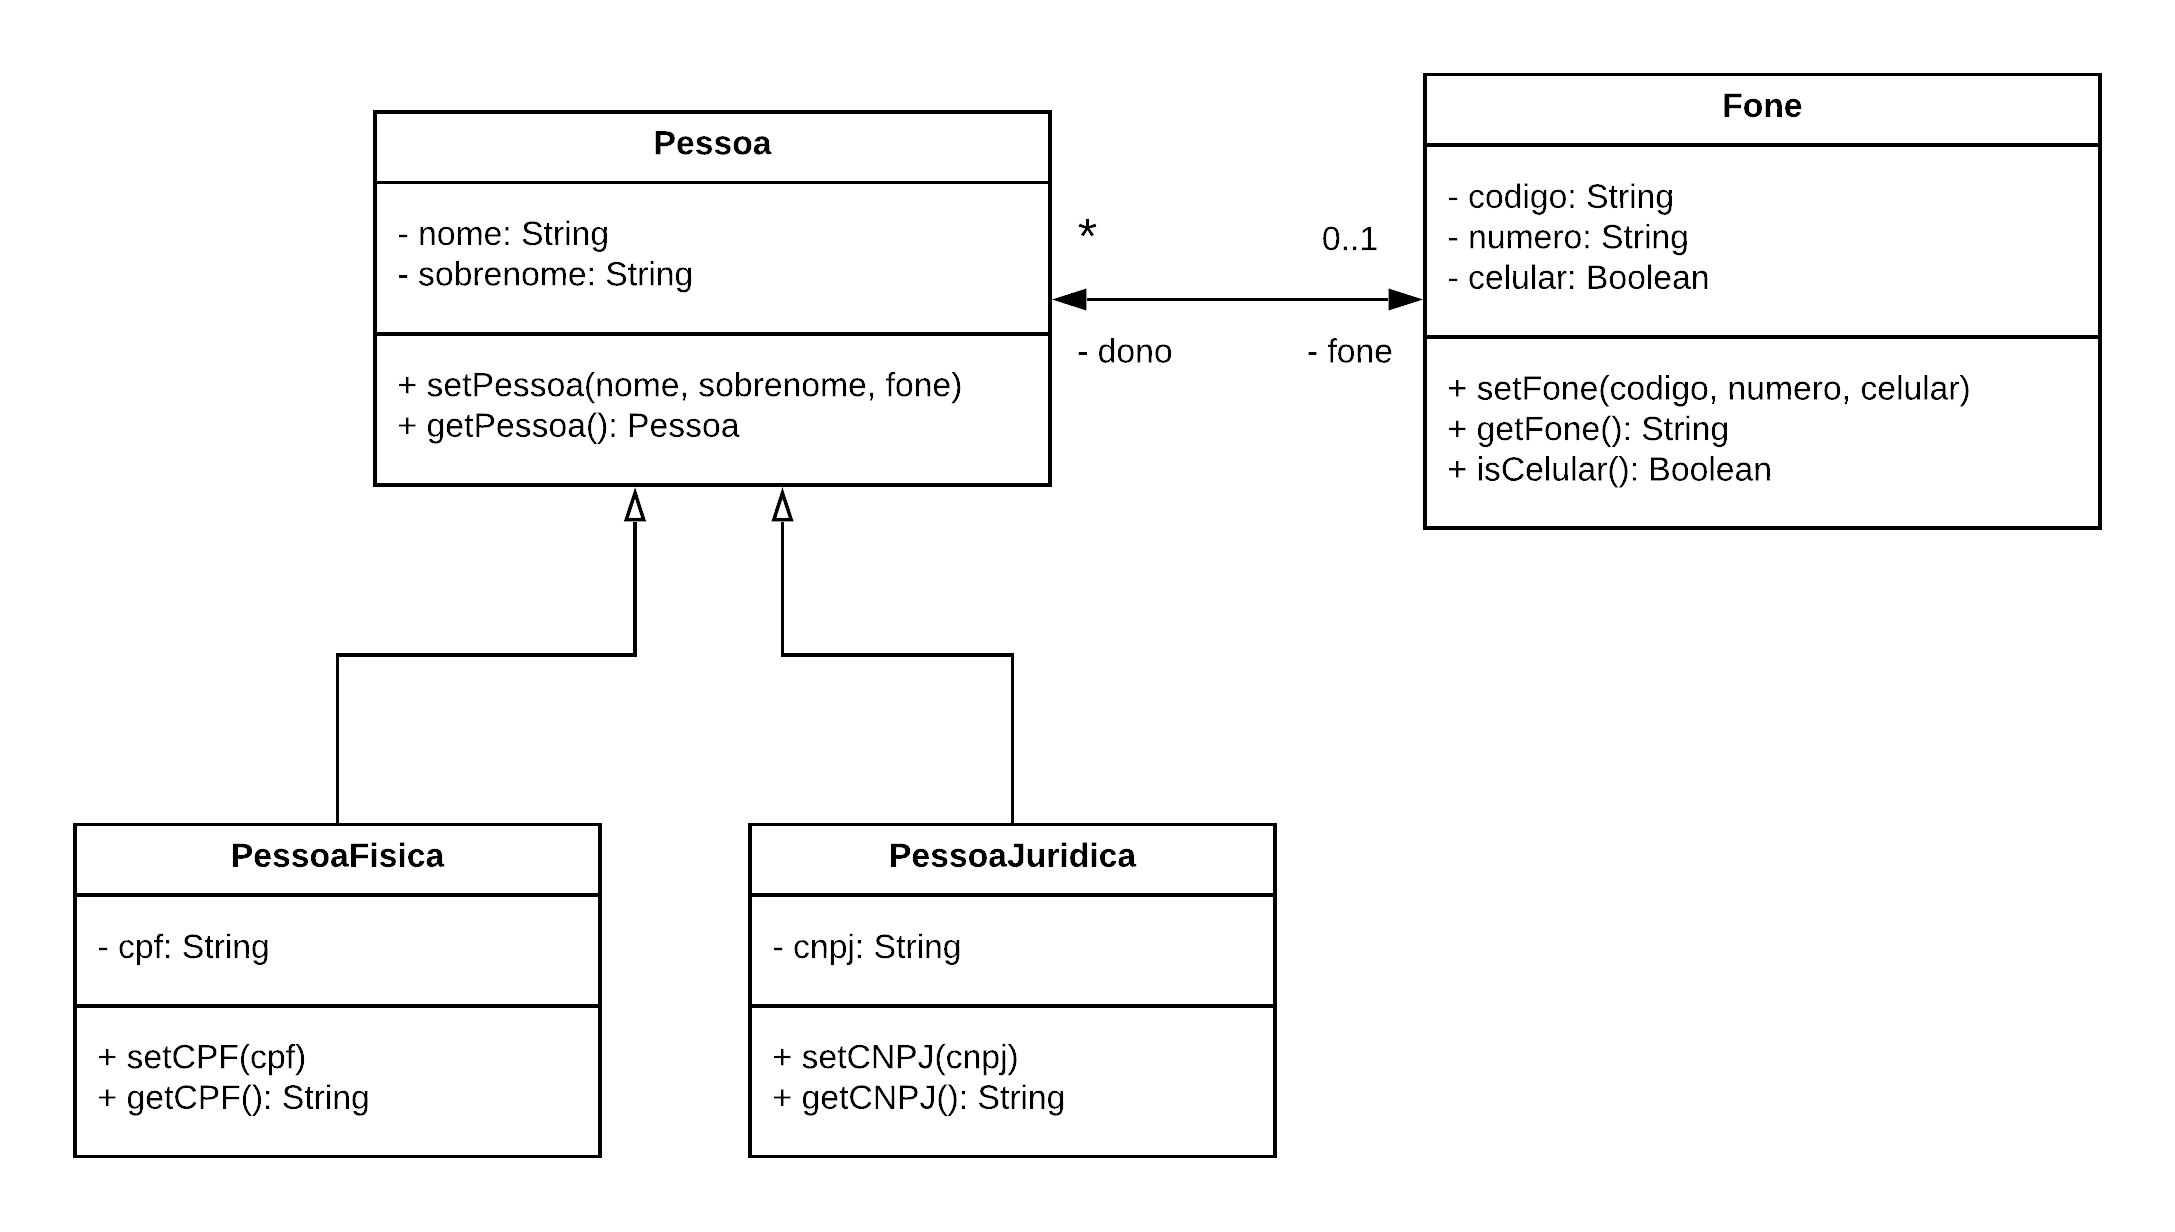 Pessoa
- nome: String
- sobrenome: String
+ setPessoa(nome, sobrenome, fone)
+ getPessoa(): Pessoa
*
0..1
- dono
- fone
Fone
- codigo: String
- numero: String
- celular: Boolean
+ setFone(codigo, numero, celular)
+ getFone(): String
+ isCelular(): Boolean
PessoaFisica
- cpf: String
+ setCPF(cpf)
+ getCPF(): String
PessoaJuridica
- cnpj: String
+ setCNPJ(cnpj)
+ getCNPJ(): String